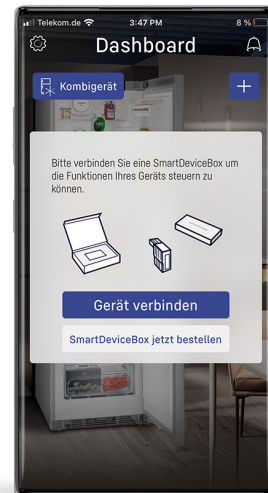 Telekom.de
3:47 PM
8 %
Dashboard
Kombigerät
+
Bitte verbinden Sie eine SmartDeviceBox um
die Funktionen Ihres Geräts steuern zu
können.
Gerät verbinden
SmartDeviceBox jetzt bestellen